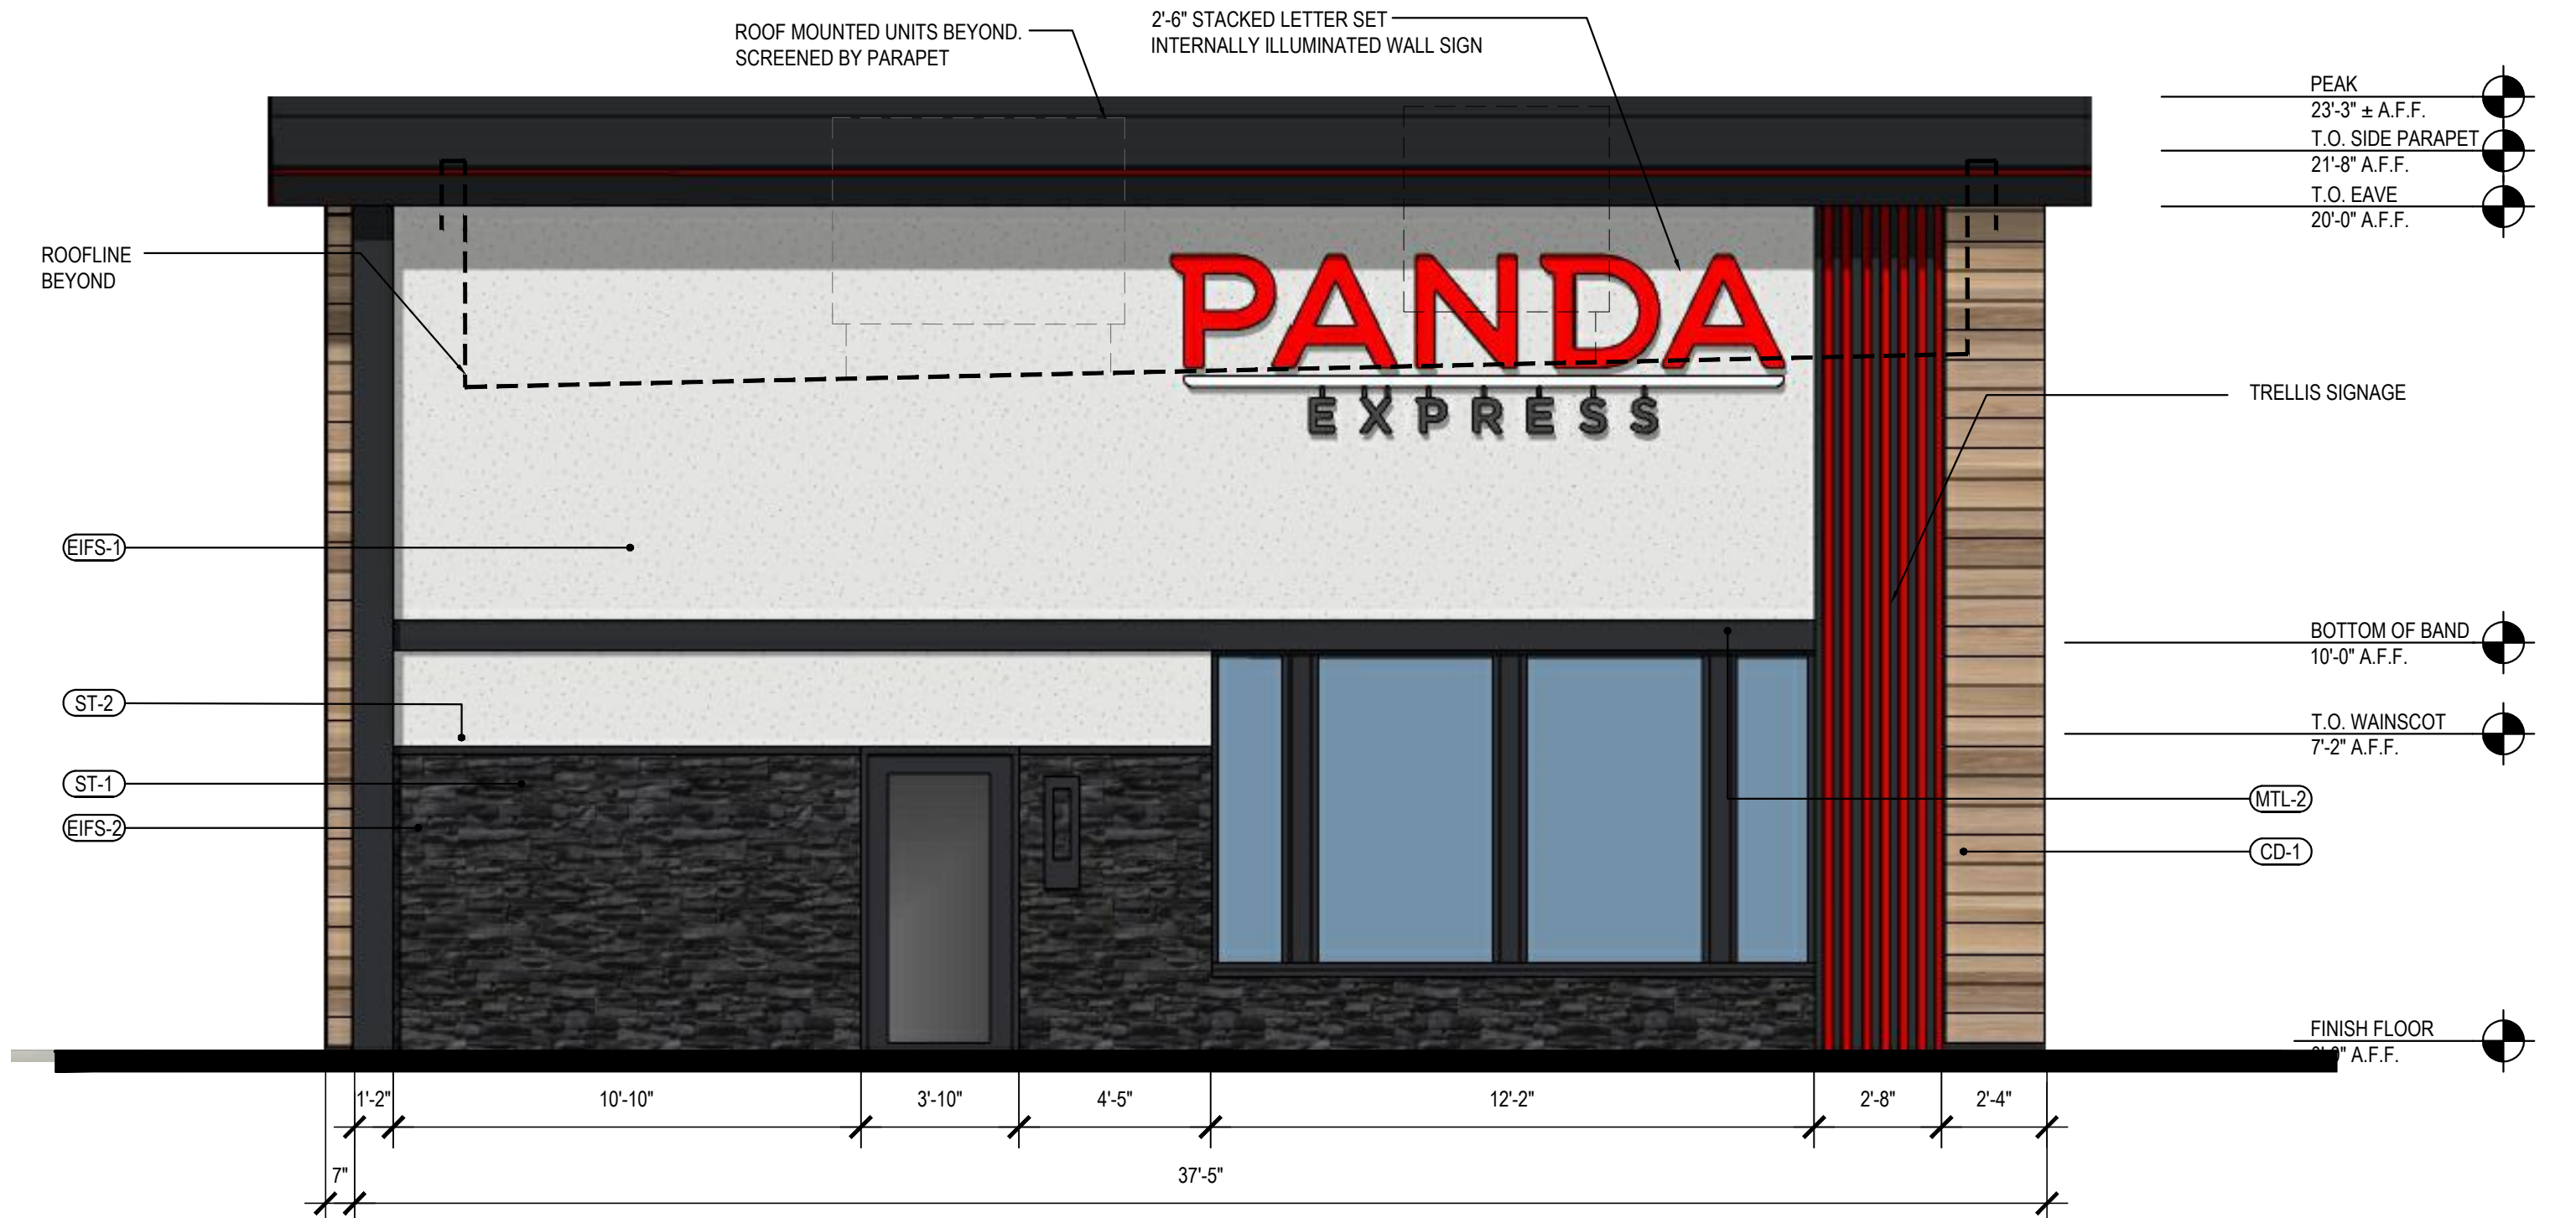 ROOF MOUNTED UNITS BEYOND.
SCREENED BY PARAPET
2'-6" STACKED LETTER SET
INTERNALLY ILLUMINATED WALL SIGN
PEAK
23'-3" ± A.F.F.
T.O. SIDE PARAPET
21'-8" A.F.F.
T.O. EAVE
20'-0" A.F.F.
ROOFLINE
BEYOND
PANDA
EXPRESS
TRELLIS SIGNAGE
EIFS-1
BOTTOM OF BAND
10'-0" A.F.F.
ST-2
T.O. WAINSCOT
7'-2" A.F.F.
ST-1
MTL-2
EIFS-2
CD-1
FINISH FLOOR
A.F.F.
1'-2"
10'-10"
3'-10"
4'-5"
12'-2"
2'-8"
2'-4"
7"
37'-5"